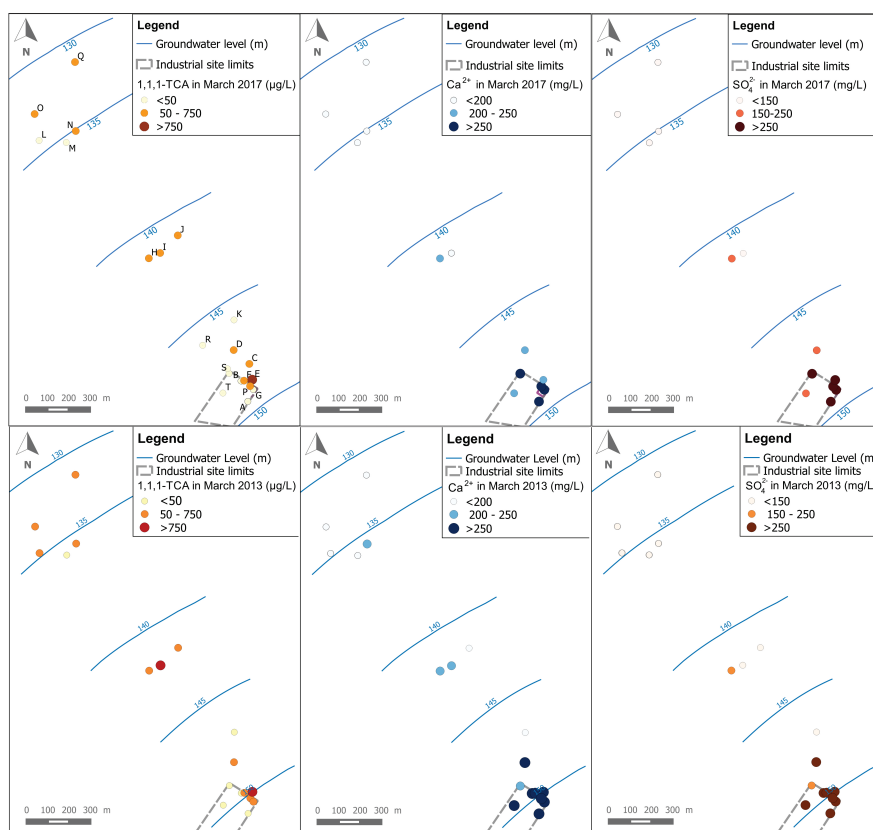 N
130
Q
O
N
135
L
M
140
J
I
H
145
K
R
D
C
S
B
F
E
P
G
T
A
150
0 100 200 300 m
Legend
Groundwater level (m)
Industrial site limits
1,1,1-TCA in March 2017 (µg/L)
<50
50 - 750
>750
N
130
135
140
145
150
0 100 200 300 m
Legend
Groundwater level (m)
Industrial site limits
Ca2+ in March 2017 (mg/L)
<200
200 - 250
>250
N
130
135
140
145
150
0 100 200 300 m
Legend
Groundwater level (m)
Industrial site limits
SO42- in March 2017 (mg/L)
<150
150-250
>250
N
130
135
140
145
0 100 200 300 m
Legend
Groundwater Level (m)
Industrial site limits
1,1,1-TCA in March 2013 (µg/L)
<50
50 - 750
>750
N
130
135
140
145
0 100 200 300 m
Legend
Groundwater Level (m)
Industrial site limits
Ca2+ in March 2013 (mg/L)
<200
200 - 250
>250
N
130
135
140
145
0 100 200 300 m
Legend
Groundwater Level (m)
Industrial site limits
SO42- in March 2013 (mg/L)
<150
150 - 250
>250